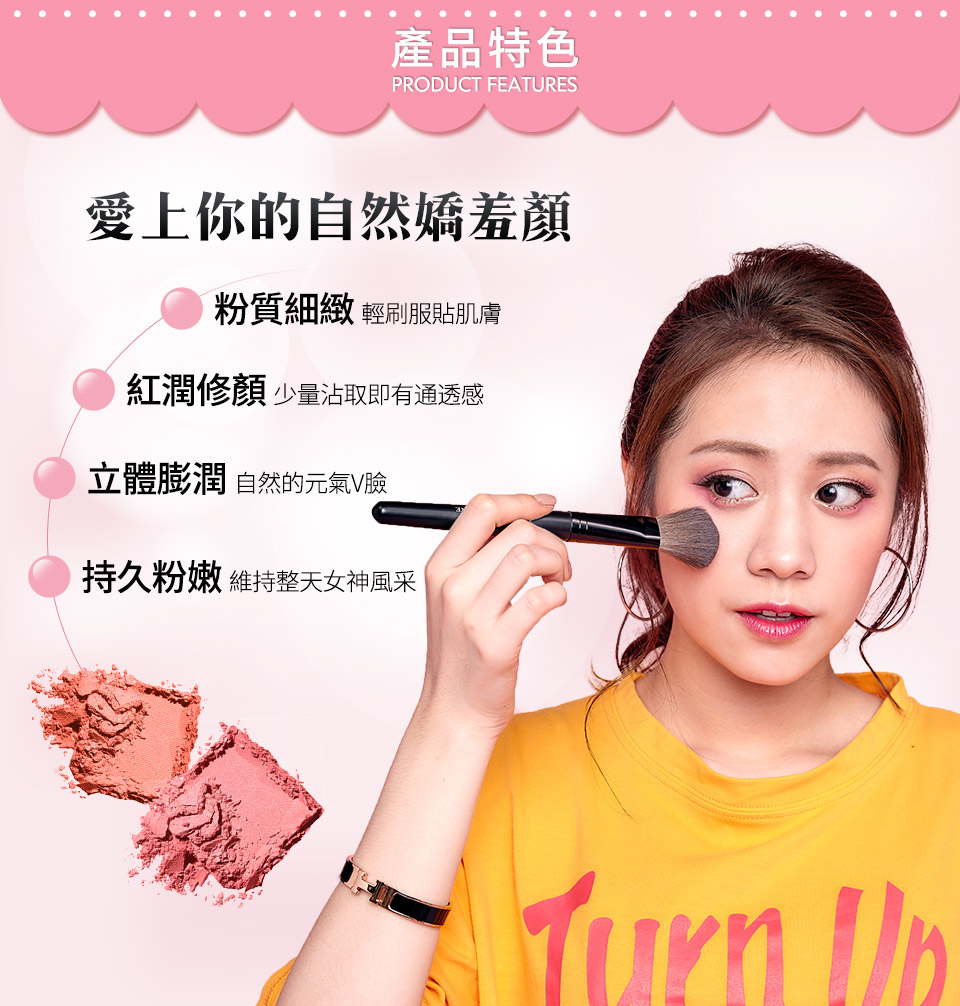 產品特色
PRODUCT FEATURES
愛上你的自然嬌羞顏
粉質細緻 輕刷服貼肌膚
紅潤修顏 少量沾取即有通透感
立體膨潤 自然的元氣V臉
持久粉嫩 維持整天女神風采
Turn Up